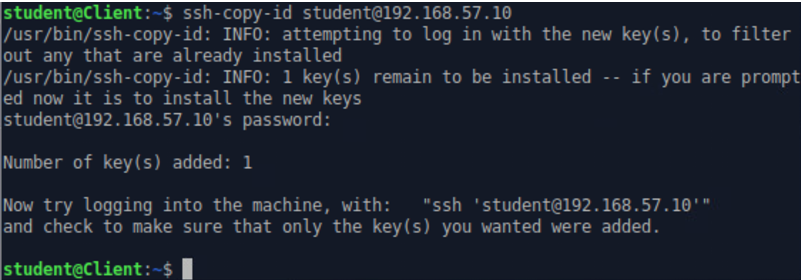 student@Client:~$ ssh-copy-id student@192.168.57.10
/usr/bin/ssh-copy-id: INFO: attempting to log in with the new key(s), to filter
out any that are already installed
/usr/bin/ssh-copy-id: INFO: 1 key(s) remain to be installed -- if you are prompt
ed now it is to install the new keys
student@192.168.57.10's password:
Number of key(s) added: 1
Now try logging into the machine, with:   "ssh 'student@192.168.57.10'"
and check to make sure that only the key(s) you wanted were added.
student@Client:~$